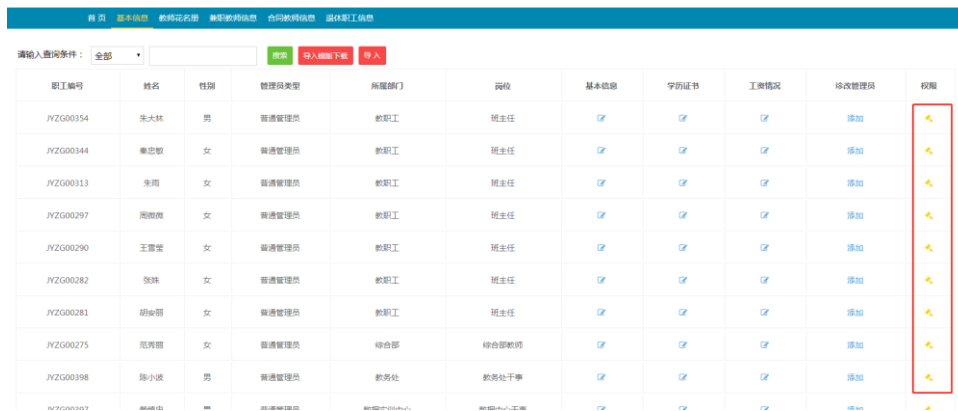 首 页 基本信息 教师花名册 兼职教师信息 合同教师信息 退休职工信息
请输入查询条件： 全部 搜索 导入模版下载 导入
职工编号 姓名 性别 管理员类型 所属部门 岗位 基本信息 学历证书 工资情况 诊改管理员 权限
JYZG00354 朱大林 男 普通管理员 教职工 班主任 添加
JYZG00344 秦忠敏 女 普通管理员 教职工 班主任 添加
JYZG00313 朱雨 女 普通管理员 教职工 班主任 添加
JYZG00297 周微微 女 普通管理员 教职工 班主任 添加
JYZG00290 王雪莹 女 普通管理员 教职工 班主任 添加
JYZG00282 张姝 女 普通管理员 教职工 班主任 添加
JYZG00281 胡安丽 女 普通管理员 教职工 班主任 添加
JYZG00275 范秀丽 女 普通管理员 综合部 综合部教师 添加
JYZG00398 陈小波 男 普通管理员 教务处 教务处干事 添加
JYZG00397 男 普通管理员 添加